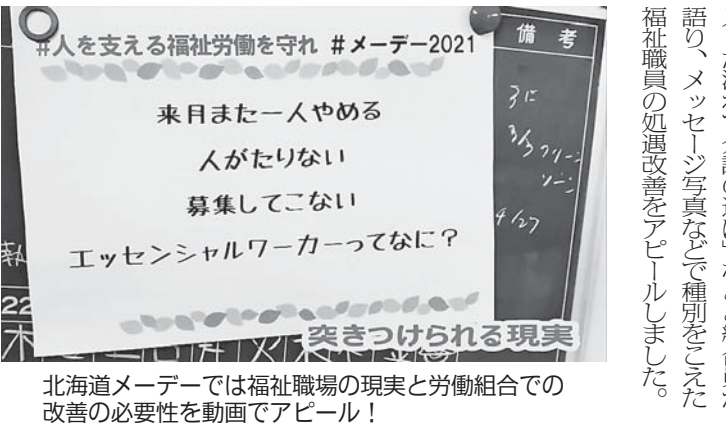 #人を支える福祉労働を守れ #メーデー2021
来月また一人やめる
人がたりない
募集してこない
エッセンシャルワーカーってなに？
突きつけられる現実
備考
4/27
22
北海道メーデーでは福祉職場の現実と労働組合での
改善の必要性を動画でアピール！
語り、メッセージ写真などで種別をこえた
福祉職員の処遇改善をアピールしました。